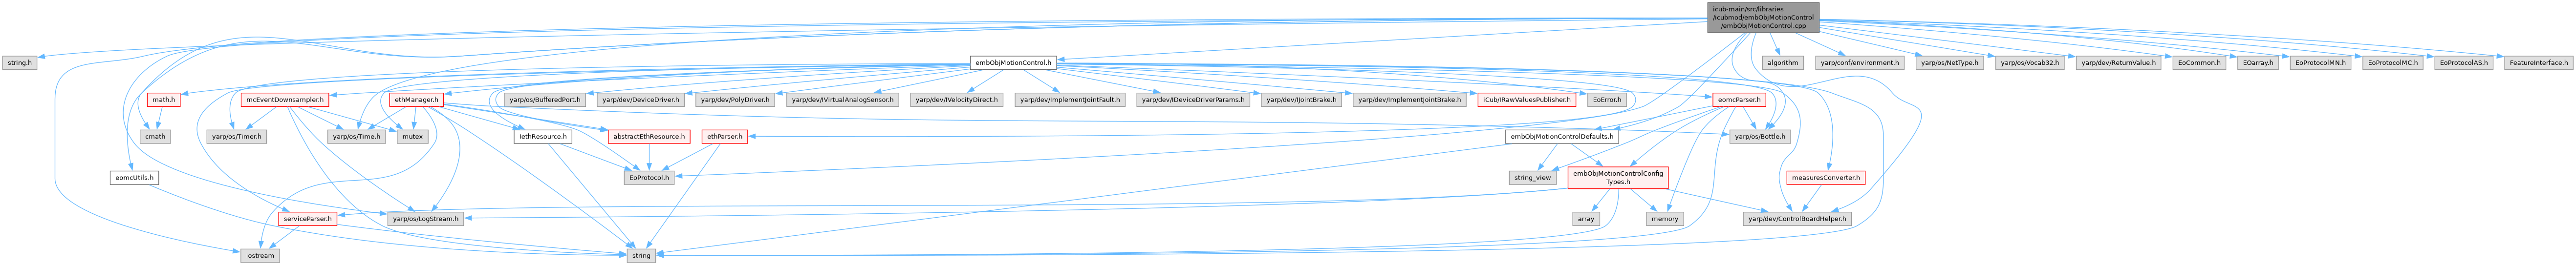 icub-main/src/libraries
/icubmod/embObjMotionControl
/embObjMotionControl.cpp
string.h
embObjMotionControl.h
algorithm
yarp/conf/environment.h
yarp/os/NetType.h
yarp/os/Vocab32.h
yarp/dev/ReturnValue.h
EoCommon.h
EOarray.h
EoProtocolMN.h
EoProtocolMC.h
EoProtocolAS.h
FeatureInterface.h
math.h
mcEventDownsampler.h
ethManager.h
yarp/os/BufferedPort.h
yarp/dev/DeviceDriver.h
yarp/dev/PolyDriver.h
yarp/dev/IVirtualAnalogSensor.h
yarp/dev/IVelocityDirect.h
yarp/dev/ImplementJointFault.h
yarp/dev/IDeviceDriverParams.h
yarp/dev/IJointBrake.h
yarp/dev/ImplementJointBrake.h
iCub/IRawValuesPublisher.h
EoError.h
eomcParser.h
cmath
yarp/os/Timer.h
yarp/os/Time.h
mutex
IethResource.h
abstractEthResource.h
ethParser.h
embObjMotionControlDefaults.h
yarp/os/Bottle.h
eomcUtils.h
EoProtocol.h
string_view
embObjMotionControlConfig
Types.h
measuresConverter.h
serviceParser.h
yarp/os/LogStream.h
array
memory
yarp/dev/ControlBoardHelper.h
iostream
string